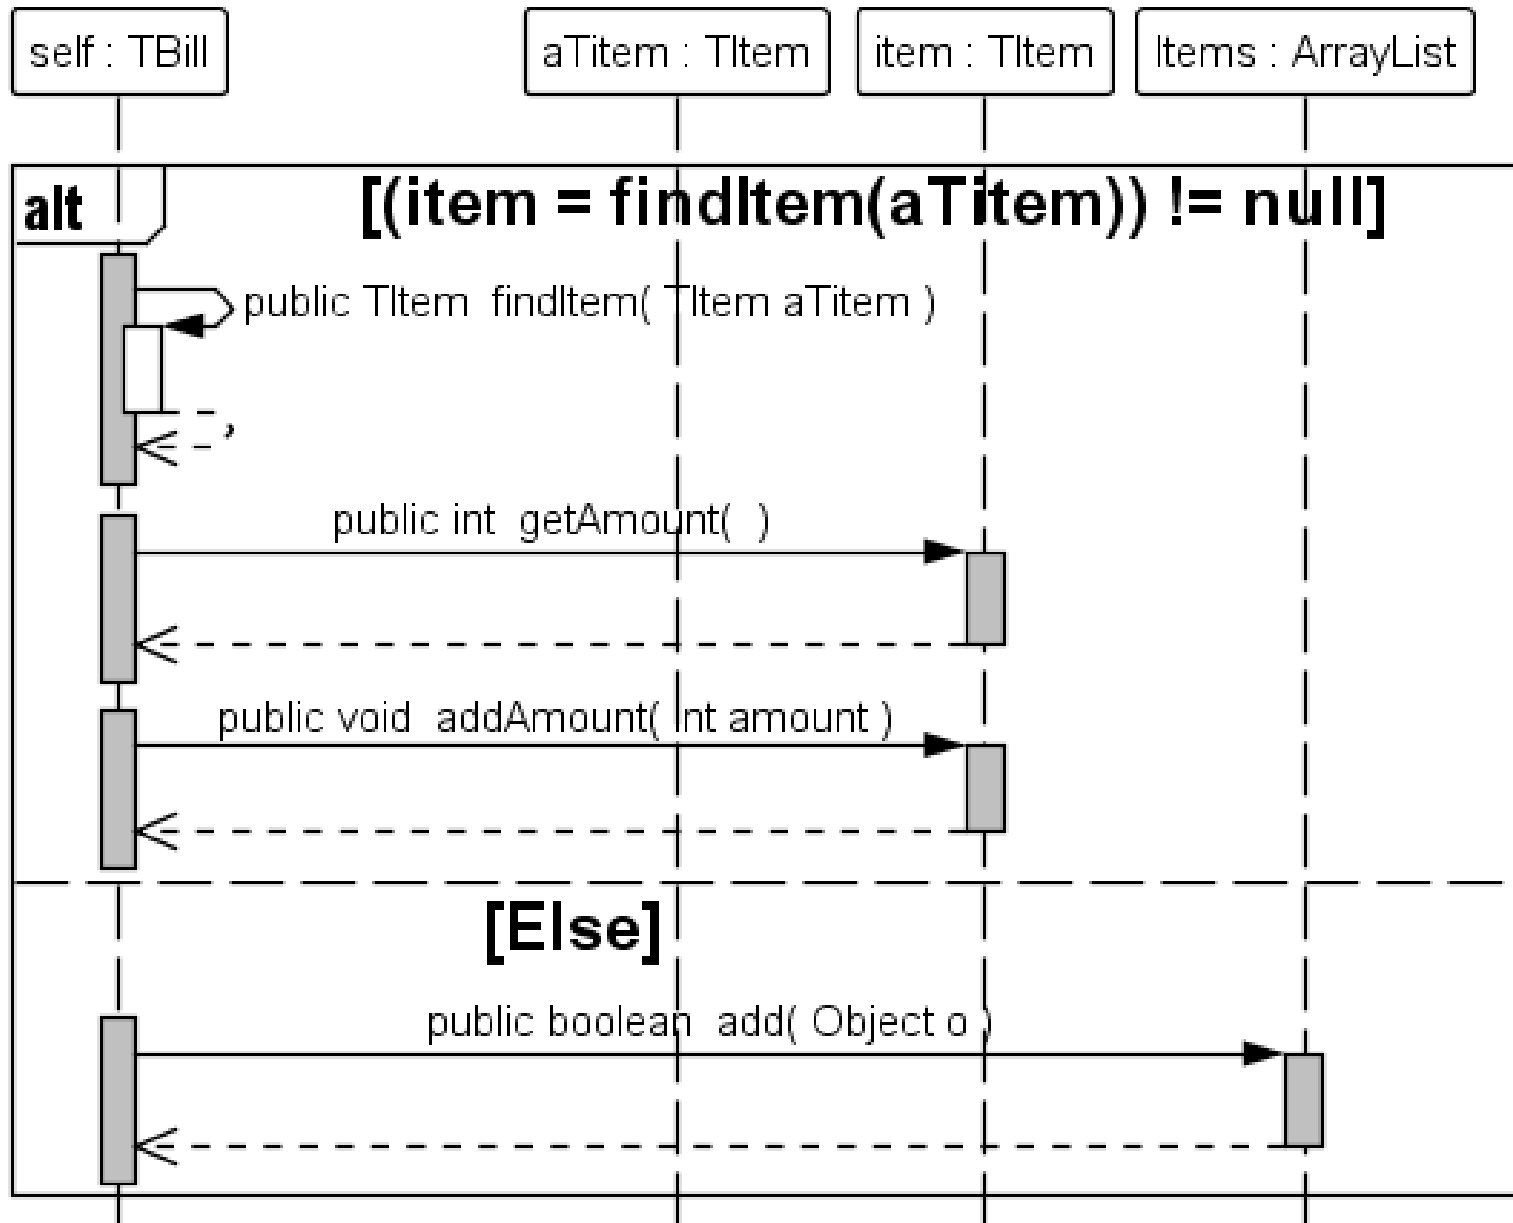 self : TBill
aTitem : TItem
item : TItem
Items : ArrayList
alt
[(item = findItem(aTitem)) != null]
public TItem  findItem( TItem aTitem )
public int  getAmount(  )
public void  addAmount( int amount )
[Else]
public boolean  add( Object o )